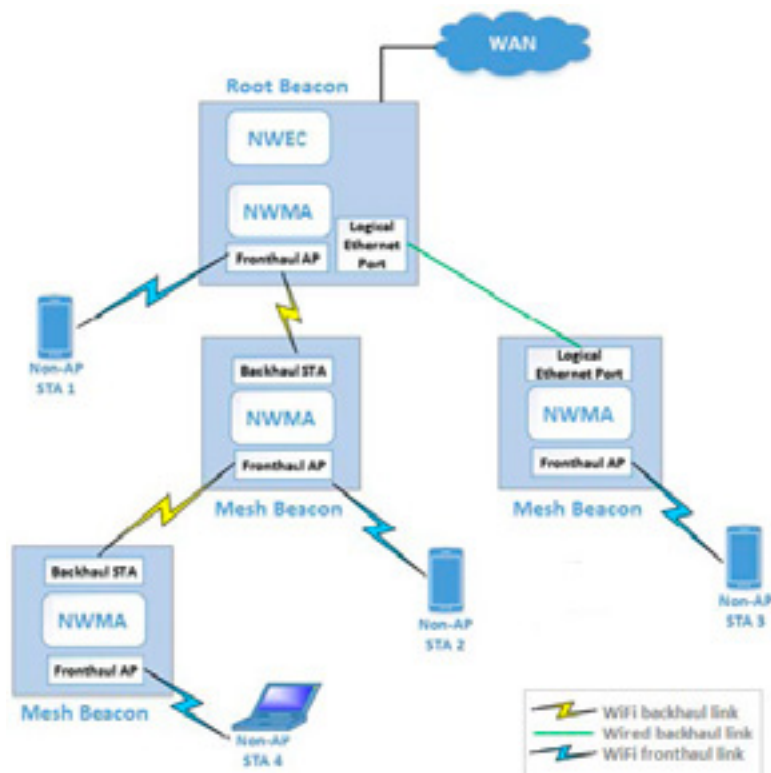 WAN
Root Beacon
NWEC
NWMA
Logical
Ethernet
Port
Fronthaul AP
Non-AP
STA 1
Backhaul STA
NWMA
Fronthaul AP
Mesh Beacon
Logical
Ethernet Port
NWMA
Fronthaul AP
Mesh Beacon
Backhaul STA
NWMA
Fronthaul AP
Mesh Beacon
Non-AP
STA 2
Non-AP
STA 3
Non-AP
STA 4
WiFi backhaul link
Wired backhaul link
WiFi fronthaul link